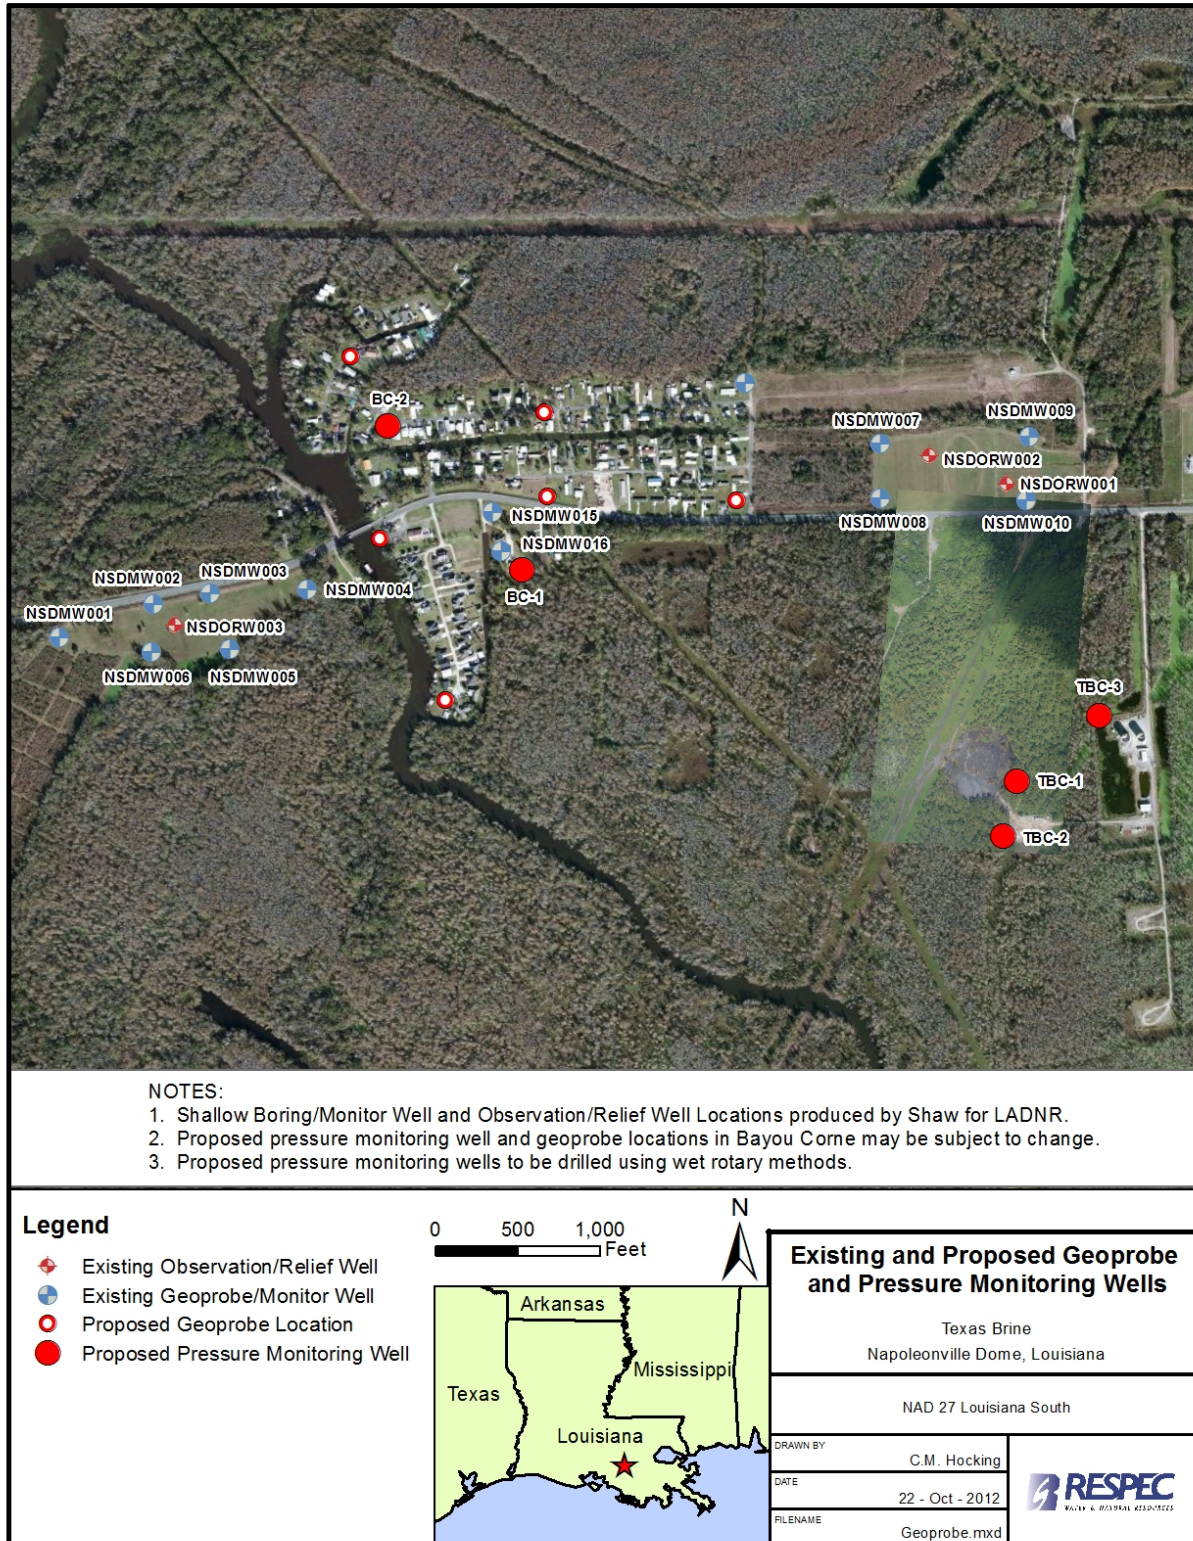 BC-2
NSDMW007
NSDMW009
NSDORW002
NSDORW001
NSDMW015
NSDMW008
NSDMW010
NSDMW016
BC-1
NSDMW002
NSDMW003
NSDMW004
NSDMW001
NSDORW003
NSDMW006
NSDMW005
TBC-3
TBC-1
TBC-2
NOTES:
1. Shallow Boring/Monitor Well and Observation/Relief Well Locations produced by Shaw for LADNR.
2. Proposed pressure monitoring well and geoprobe locations in Bayou Corne may be subject to change.
3. Proposed pressure monitoring wells to be drilled using wet rotary methods.
Legend
Existing Observation/Relief Well
Existing Geoprobe/Monitor Well
Proposed Geoprobe Location
Proposed Pressure Monitoring Well
0 500 1,000
Feet
N
Arkansas
Mississippi
Texas
Louisiana
Existing and Proposed Geoprobe
and Pressure Monitoring Wells
Texas Brine
Napoleonville Dome, Louisiana
NAD 27 Louisiana South
DRAWN BY
C.M. Hocking
DATE
22 - Oct - 2012
FILENAME
Geoprobe.mxd
RESPEC
WATER & NATURAL RESOURCES